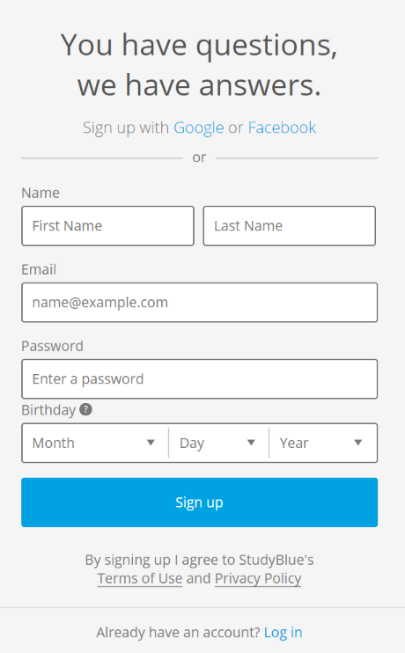 You have questions,
we have answers.
Sign up with Google or Facebook
or
Name
First Name Last Name
Email
name@example.com
Password
Enter a password
Birthday ?
Month Day Year
Sign up
By signing up I agree to StudyBlue's
Terms of Use and Privacy Policy
Already have an account? Log in